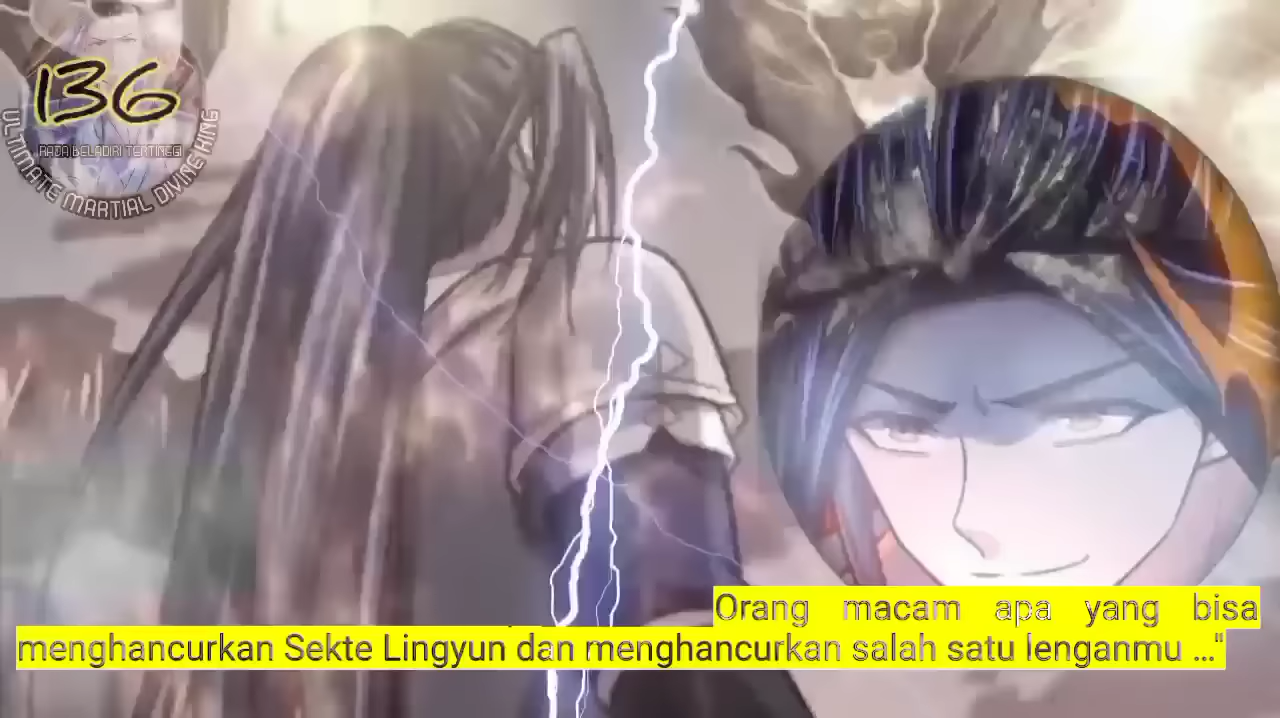 136
RAJA BELADIRI TERTINGGI
ULTIMATE MARTIAL DIVINE KING
Orang macam apa yang bisa
menghancurkan Sekte Lingyun dan menghancurkan salah satu lenganmu ..."